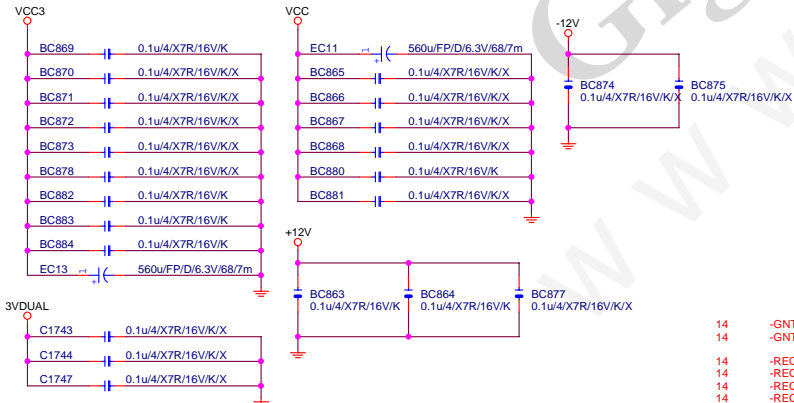 VCC3
BC869 0.1u/4/X7R/16V/K
BC870 0.1u/4/X7R/16V/K/X
BC871 0.1u/4/X7R/16V/K/X
BC872 0.1u/4/X7R/16V/K/X
BC873 0.1u/4/X7R/16V/K/X
BC878 0.1u/4/X7R/16V/K/X
BC882 0.1u/4/X7R/16V/K
BC883 0.1u/4/X7R/16V/K
BC884 0.1u/4/X7R/16V/K
EC13 1 + 560u/FP/D/6.3V/68/7m
3VDUAL
C1743 0.1u/4/X7R/16V/K/X
C1744 0.1u/4/X7R/16V/K/X
C1747 0.1u/4/X7R/16V/K/X
VCC
EC11 1 + 560u/FP/D/6.3V/68/7m
BC865 0.1u/4/X7R/16V/K/X
BC866 0.1u/4/X7R/16V/K/X
BC867 0.1u/4/X7R/16V/K/X
BC868 0.1u/4/X7R/16V/K/X
BC880 0.1u/4/X7R/16V/K
BC881 0.1u/4/X7R/16V/K/X
+12V
BC863
0.1u/4/X7R/16V/K
BC864
0.1u/4/X7R/16V/K
BC877
0.1u/4/X7R/16V/K/X
-12V
BC874
0.1u/4/X7R/16V/K/X
BC875
0.1u/4/X7R/16V/K/X
14 -GNT
14 -GNT
14 -REQ
14 -REQ
14 -REQ
14 -REQ
w w w